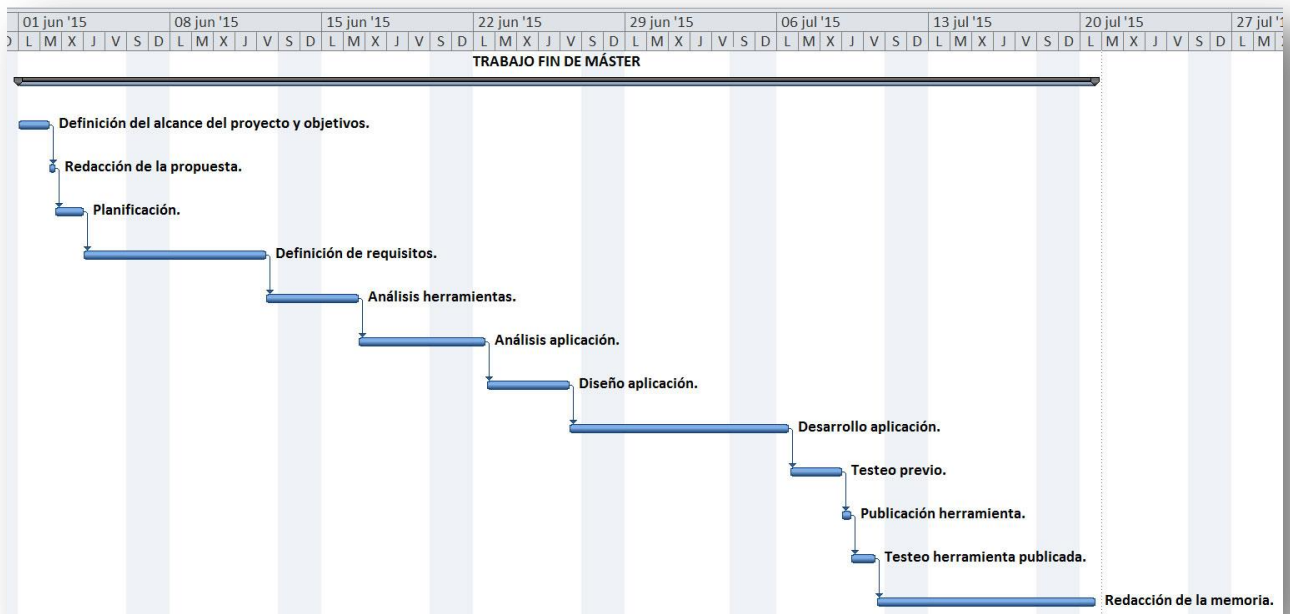 01 jun '15 08 jun '15 15 jun '15 22 jun '15 29 jun '15 06 jul '15 13 jul '15 20 jul '15 27 jul '1
D L M X J V S D L M X J V S D L M X J V S D L M X J V S D L M X J V S D L M X J V S D L M X J V S D L M X J V S D L M
TRABAJO FIN DE MÁSTER
Definición del alcance del proyecto y objetivos.
Redacción de la propuesta.
Planificación.
Definición de requisitos.
Análisis herramientas.
Análisis aplicación.
Diseño aplicación.
Desarrollo aplicación.
Testeo previo.
Publicación herramienta.
Testeo herramienta publicada.
Redacción de la memoria.